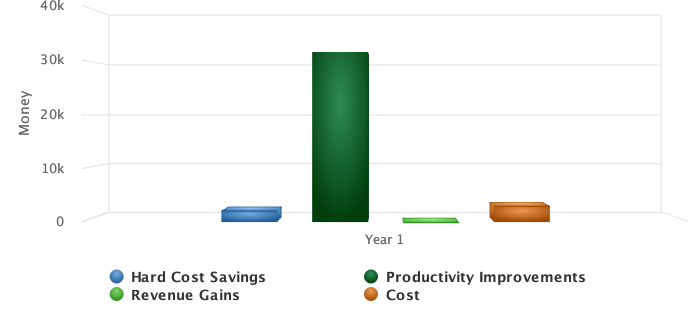 40k
30k
20k
10k
0
Money
Year 1
Hard Cost Savings
Productivity Improvements
Revenue Gains
Cost